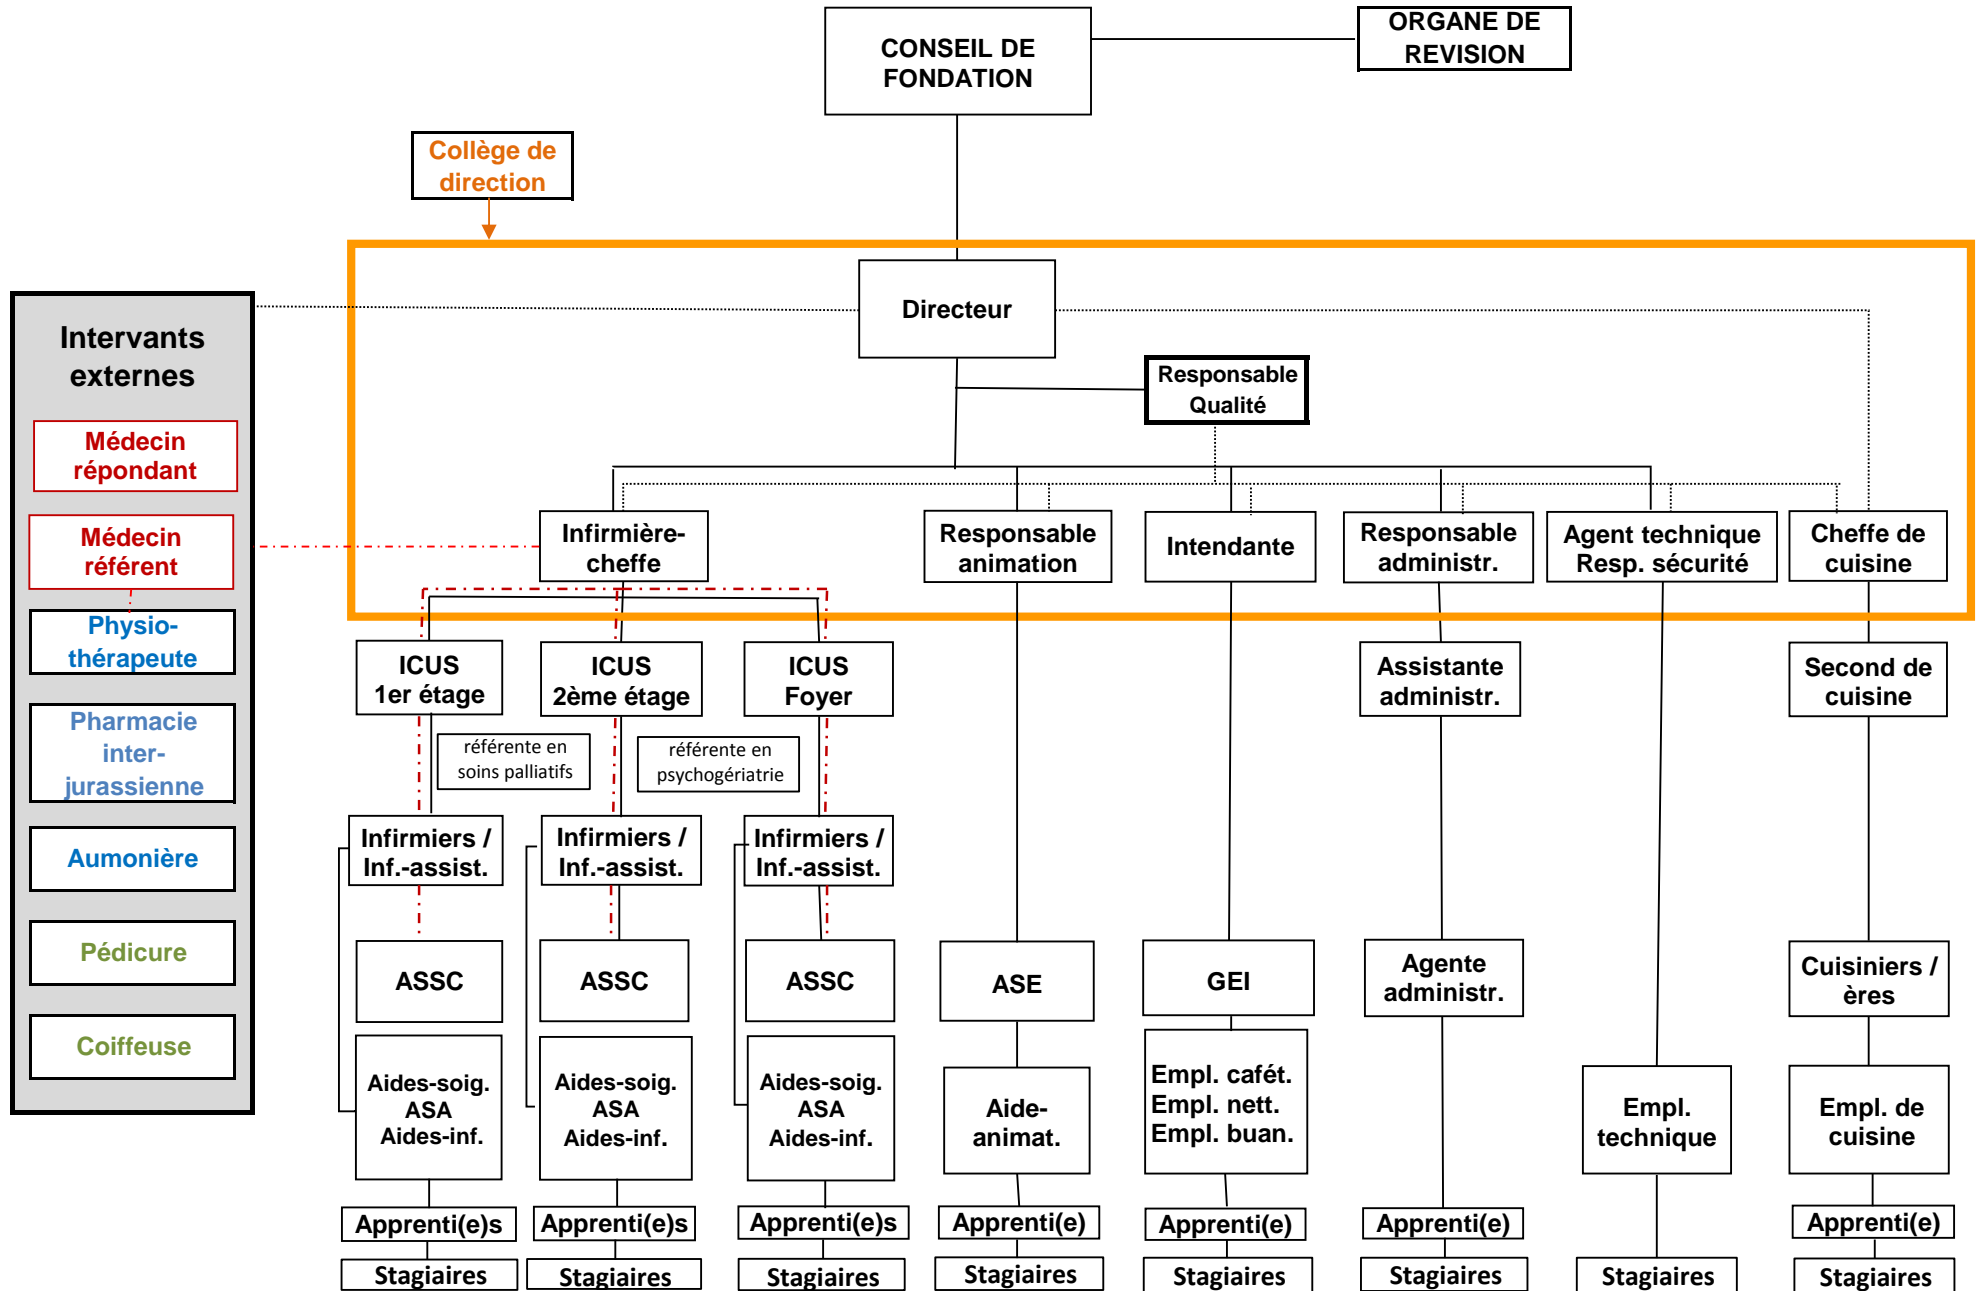 CONSEIL DE
FONDATION
ORGANE DE
REVISION
Collège de
direction
Directeur
Responsable
Qualité
Intervants
externes
Médecin
répondant
Médecin
référent
Physio-
thérapeute
Pharmacie
inter-
jurassienne
Aumonière
Pédicure
Coiffeuse
Infirmière-
cheffe
Responsable
animation
Intendante
Responsable
administr.
Agent technique
Resp. sécurité
Cheffe de
cuisine
ICUS
1er étage
ICUS
2ème étage
ICUS
Foyer
Assistante
administr.
Second de
cuisine
référente en
soins palliatifs
référente en
psychogériatrie
Infirmiers /
Inf.-assist.
Infirmiers /
Inf.-assist.
Infirmiers /
Inf.-assist.
ASSC
ASSC
ASSC
ASE
GEI
Agente
administr.
Cuisiniers /
ères
Aides-soig.
ASA
Aides-inf.
Aides-soig.
ASA
Aides-inf.
Aides-soig.
ASA
Aides-inf.
Aide-
animat.
Empl. cafét.
Empl. nett.
Empl. buan.
Empl.
technique
Empl. de
cuisine
Apprenti(e)s
Apprenti(e)s
Apprenti(e)s
Apprenti(e)
Apprenti(e)
Apprenti(e)
Apprenti(e)
Stagiaires
Stagiaires
Stagiaires
Stagiaires
Stagiaires
Stagiaires
Stagiaires
Stagiaires